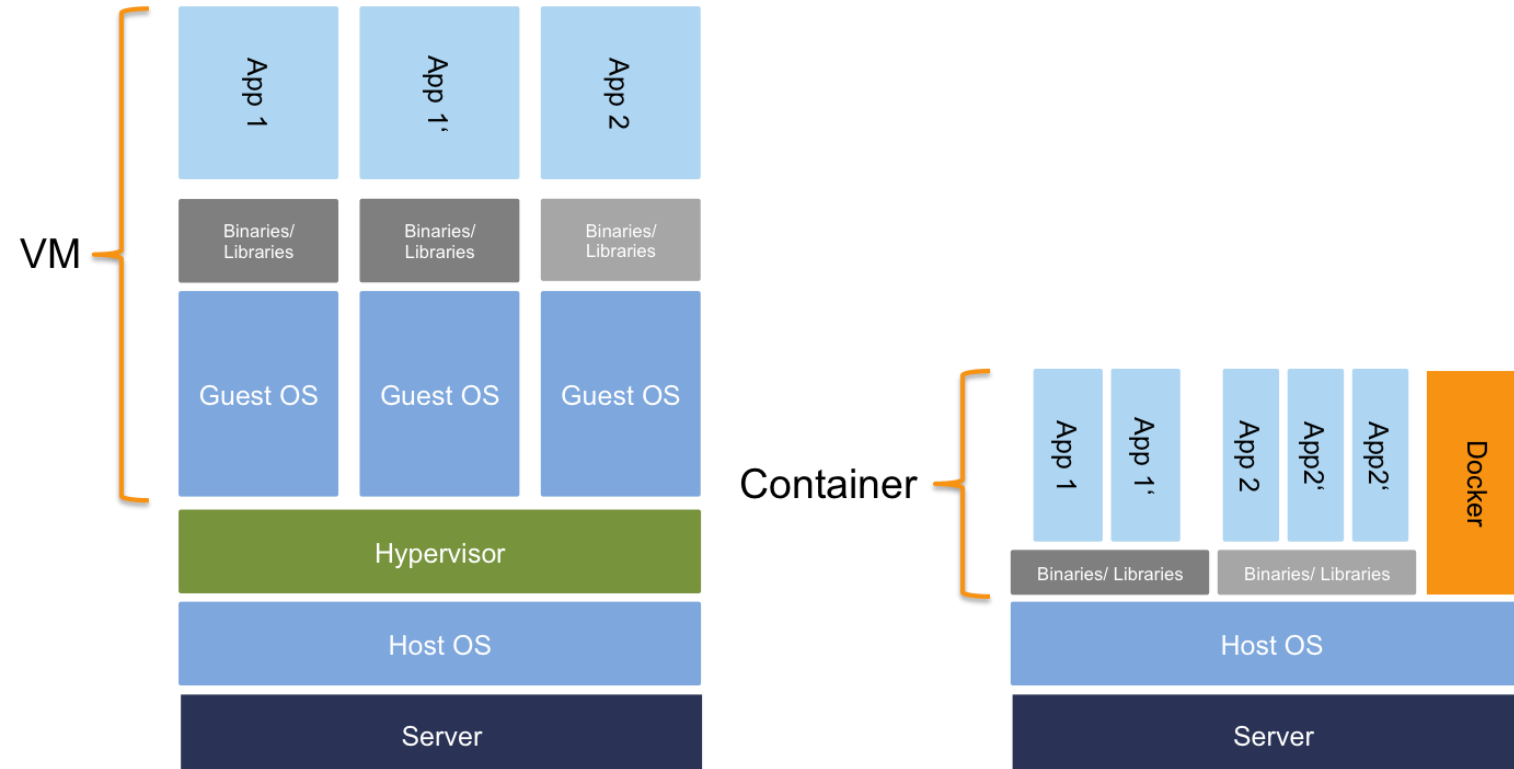 App 1
App 1‘
App 2
Binaries/
Libraries
Binaries/
Libraries
Binaries/
Libraries
VM
Guest OS
Guest OS
Guest OS
Hypervisor
Host OS
Server
App 1
App 1‘
App 2
App2‘
App2‘
Docker
Container
Binaries/ Libraries
Binaries/ Libraries
Host OS
Server